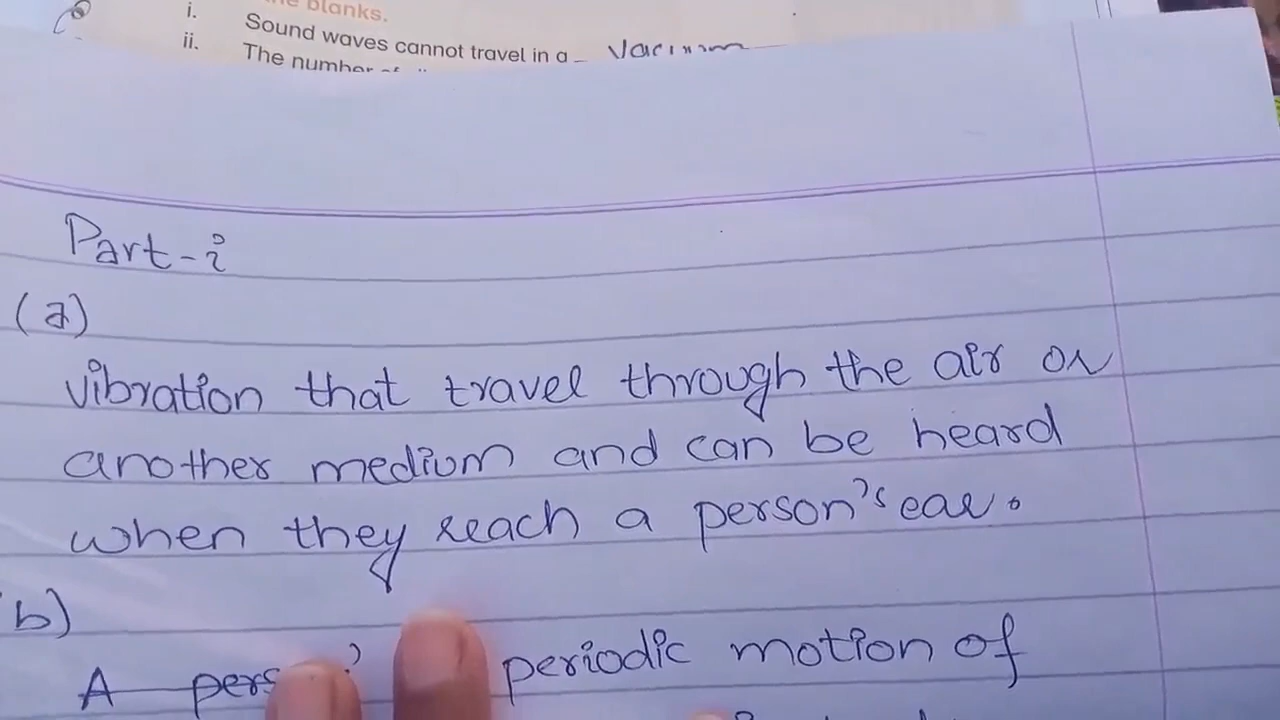 blanks.
i. Sound waves cannot travel in a vacuum
ii. The number of
Part-i
(a)
vibration that travel through the air or
another medium and can be heard
when they reach a person's ear.
b)
A pers periodic motion of